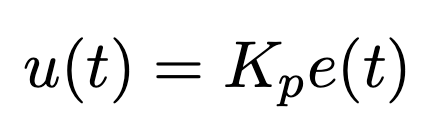 u(t) = K_p e(t)